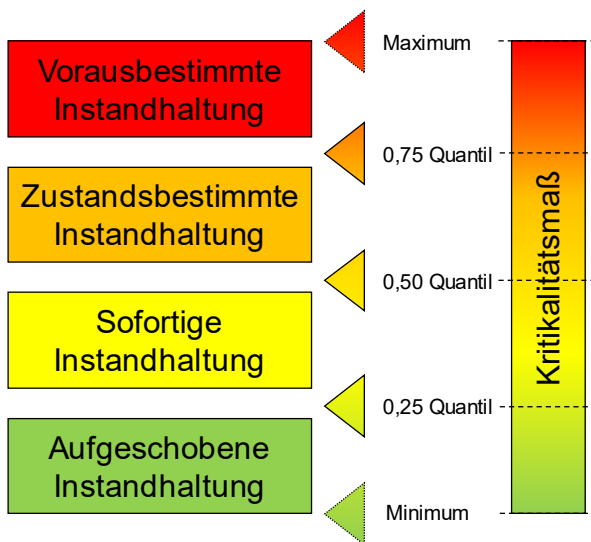 Vorausbestimmte
Instandhaltung
Zustandsbestimmte
Instandhaltung
Sofortige
Instandhaltung
Aufgeschobene
Instandhaltung
Maximum
0,75 Quantil
0,50 Quantil
0,25 Quantil
Minimum
Kritikalitätsmaß